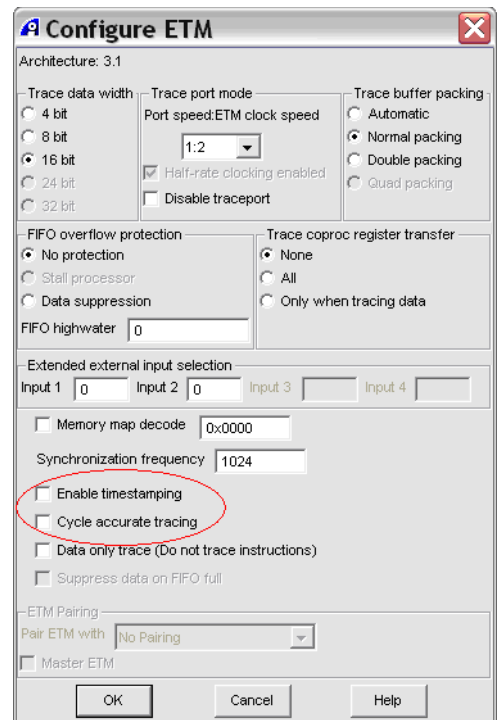 Configure ETM
Architecture: 3.1
Trace data width
4 bit
8 bit
16 bit
24 bit
32 bit
Trace port mode
Port speed:ETM clock speed
1:2
Half-rate clocking enabled
Disable traceport
Trace buffer packing
Automatic
Normal packing
Double packing
Quad packing
FIFO overflow protection
No protection
Stall processor
Data suppression
FIFO highwater 0
Trace coproc register transfer
None
All
Only when tracing data
Extended external input selection
Input 1 0 Input 2 0 Input 3 Input 4
Memory map decode 0x0000
Synchronization frequency 1024
Enable timestamping
Cycle accurate tracing
Data only trace (Do not trace instructions)
Suppress data on FIFO full
ETM Pairing
Pair ETM with No Pairing
Master ETM
OK Cancel Help